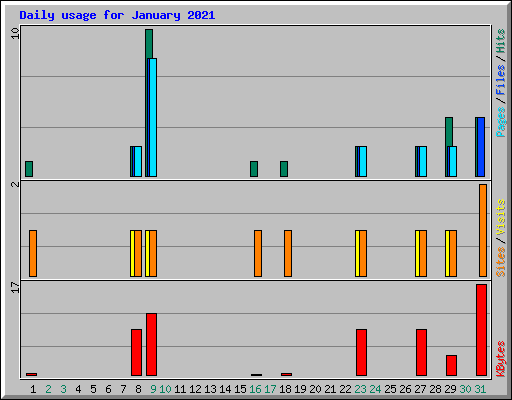 Daily usage for January 2021
10
Pages / Files / Hits
2
Sites / Visits
17
KBytes
1 2 3 4 5 6 7 8 9 10 11 12 13 14 15 16 17 18 19 20 21 22 23 24 25 26 27 28 29 30 31